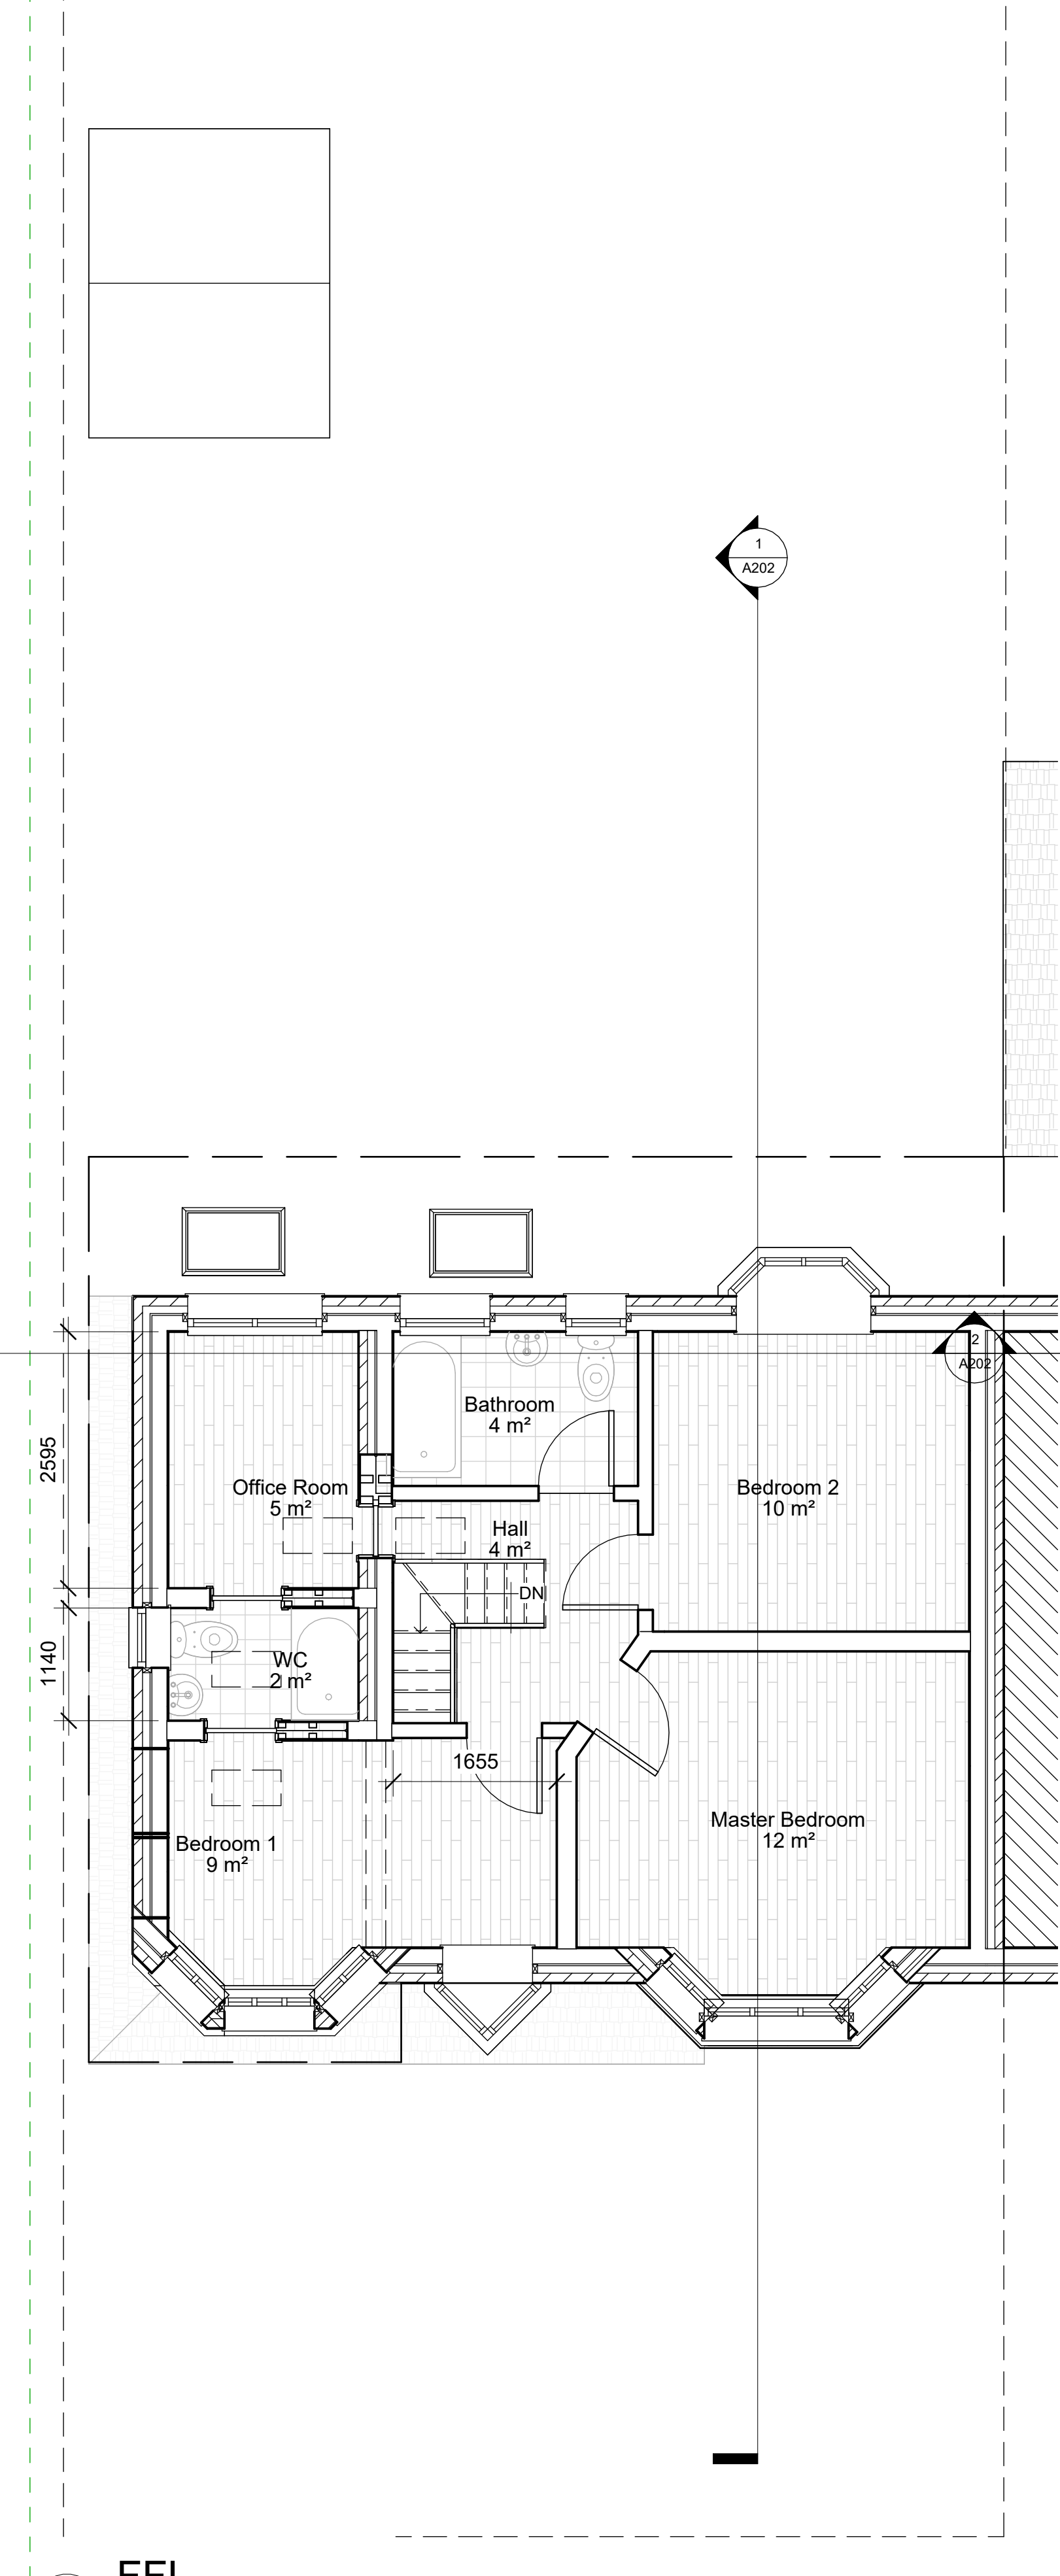 1
A202
2
A202
2595
Bathroom
4 m²
Office Room
5 m²
Bedroom 2
10 m²
Hall
4 m²
DN
1140
WC
2 m²
1655
Bedroom 1
9 m²
Master Bedroom
12 m²